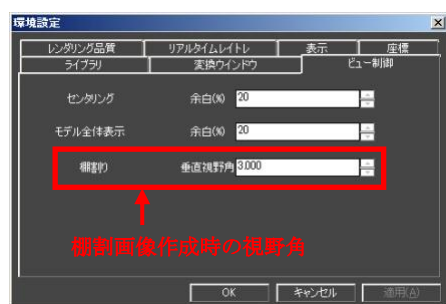 環境設定
レンダリング品質 リアルタイムレイトレ 表示 座標
ライブラリ 変換ウインドウ ビュー制御
センタリング 余白(%) 20
モデル全体表示 余白(%) 20
棚割り 垂直視野角 3.000
棚割画像作成時の視野角
OK キャンセル 適用(A)